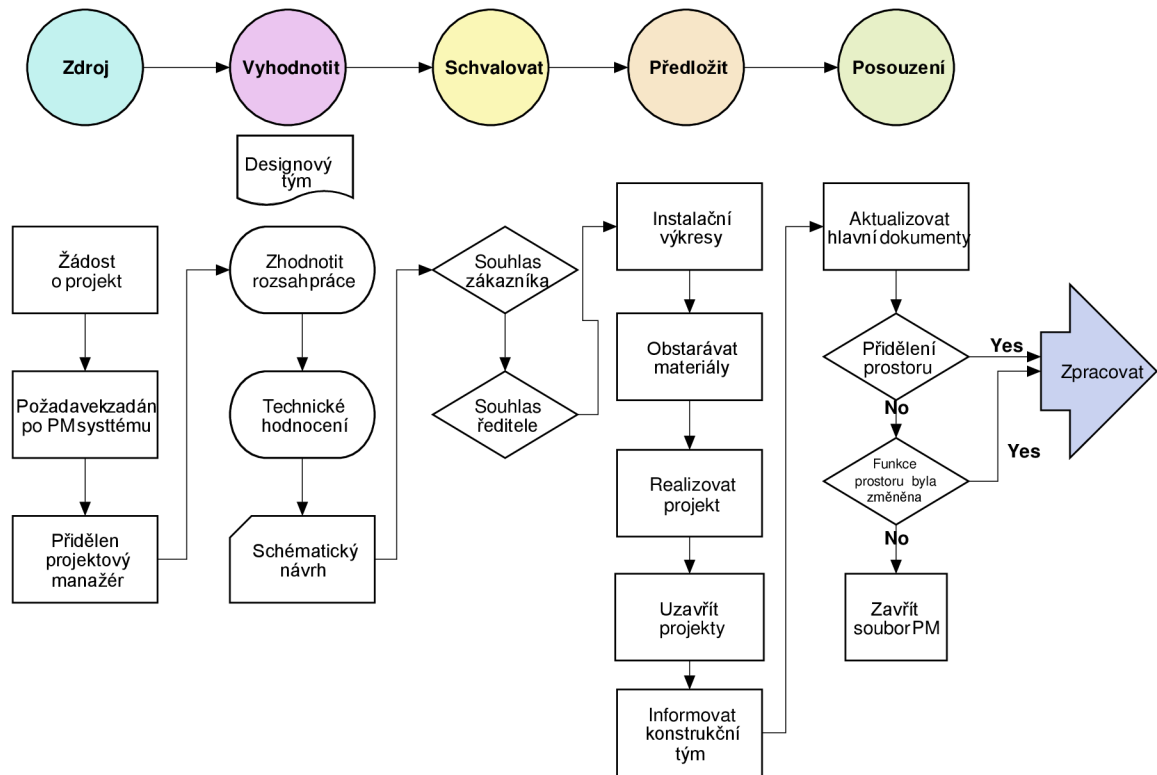 Zdroj
Vyhodnotit
Schvalovat
Předložit
Posouzení
Designový
tým
Žádost
o projekt
Požadavekzadán
po PMsysttému
Přidělen
projektový
manažér
Zhodnotit
rozsahpráce
Technické
hodnocení
Schématický
návrh
Souhlas
zákazníka
Souhlas
ředitele
Instalační
výkresy
Obstarávat
materiály
Realizovat
projekt
Uzavřít
projekty
Informovat
konstrukční
tým
Aktualizovat
hlavnídokumenty
Přidělení
prostoru
Yes
No
Funkce
prostoru byla
změněna
Yes
No
Zavřít
souborPM
Zpracovat